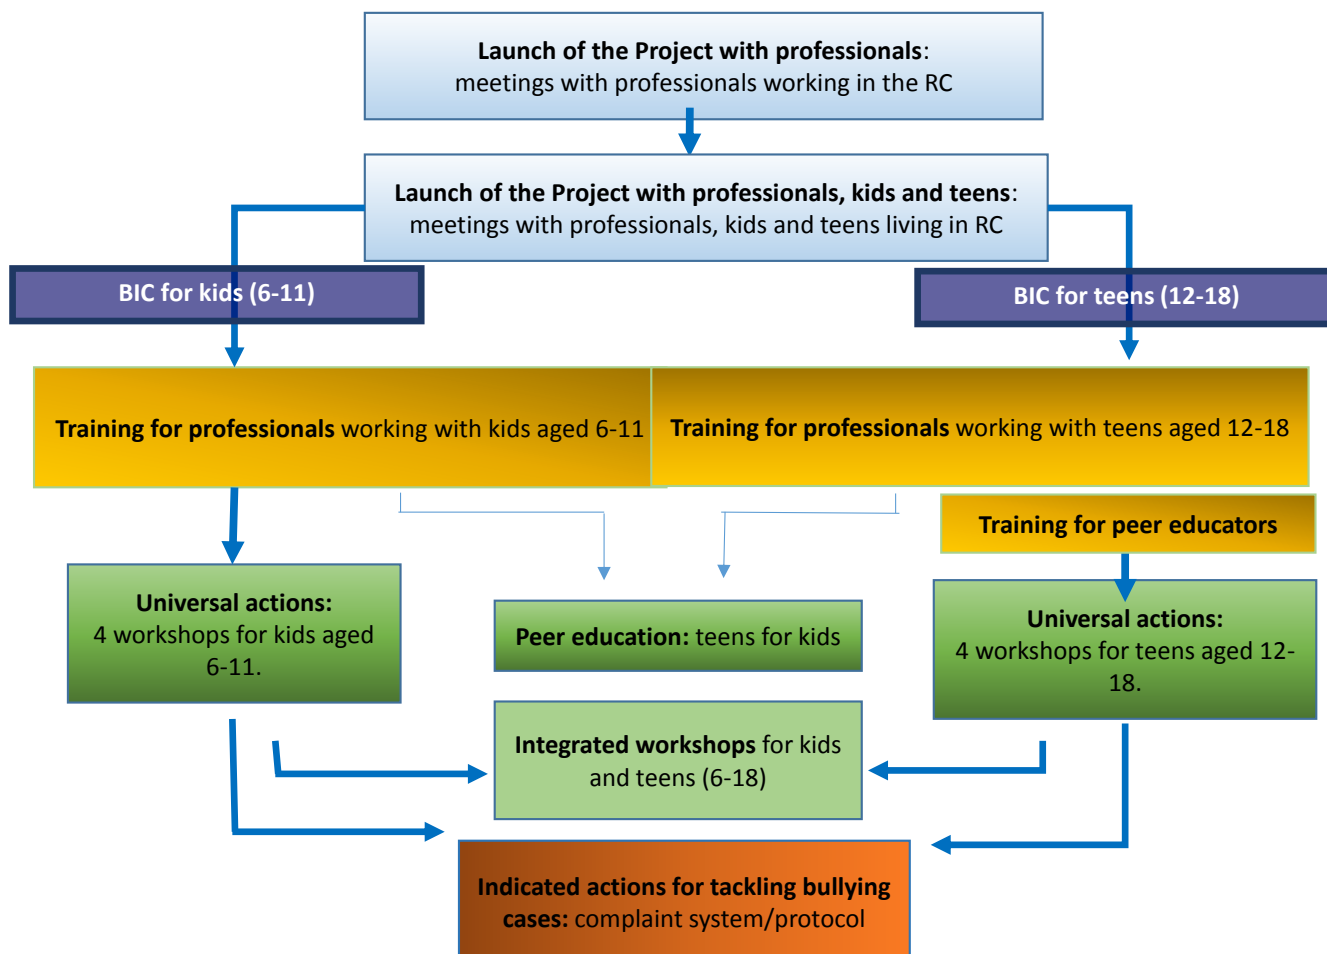 Launch of the Project with professionals:
meetings with professionals working in the RC
Launch of the Project with professionals, kids and teens:
meetings with professionals, kids and teens living in RC
BIC for kids (6-11)
BIC for teens (12-18)
Training for professionals working with kids aged 6-11
Training for professionals working with teens aged 12-18
Training for peer educators
Universal actions:
4 workshops for kids aged
6-11.
Peer education: teens for kids
Universal actions:
4 workshops for teens aged 12-
18.
Integrated workshops for kids
and teens (6-18)
Indicated actions for tackling bullying
cases: complaint system/protocol